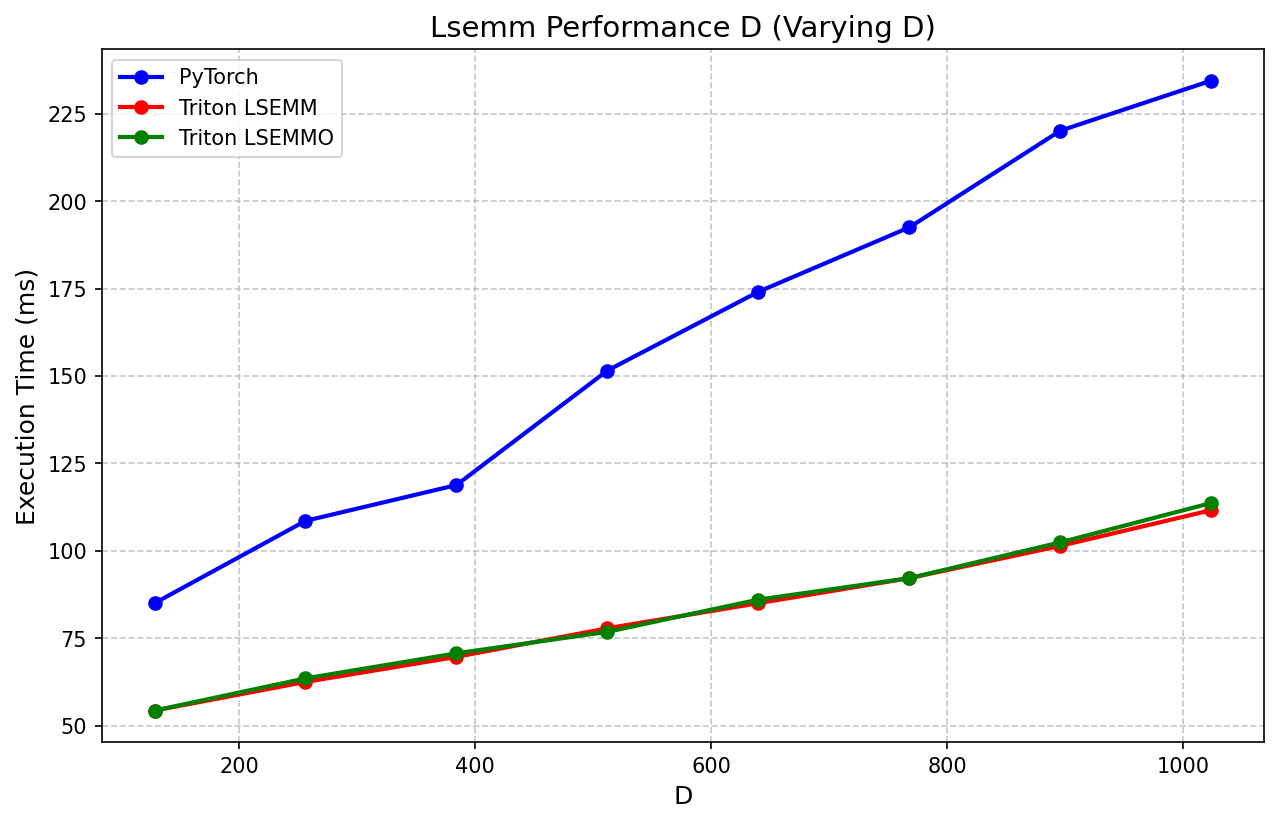 Lsemm Performance D (Varying D)
PyTorch
Triton LSEMM
Triton LSEMMO
Execution Time (ms)
225
200
175
150
125
100
75
50
200 400 600 800 1000
D